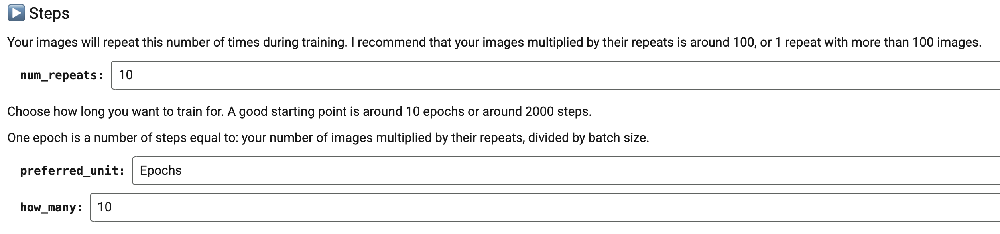 Steps
Your images will repeat this number of times during training. I recommend that your images multiplied by their repeats is around 100, or 1 repeat with more than 100 images.
num_repeats: 10
Choose how long you want to train for. A good starting point is around 10 epochs or around 2000 steps.
One epoch is a number of steps equal to: your number of images multiplied by their repeats, divided by batch size.
preferred_unit: Epochs
how_many: 10